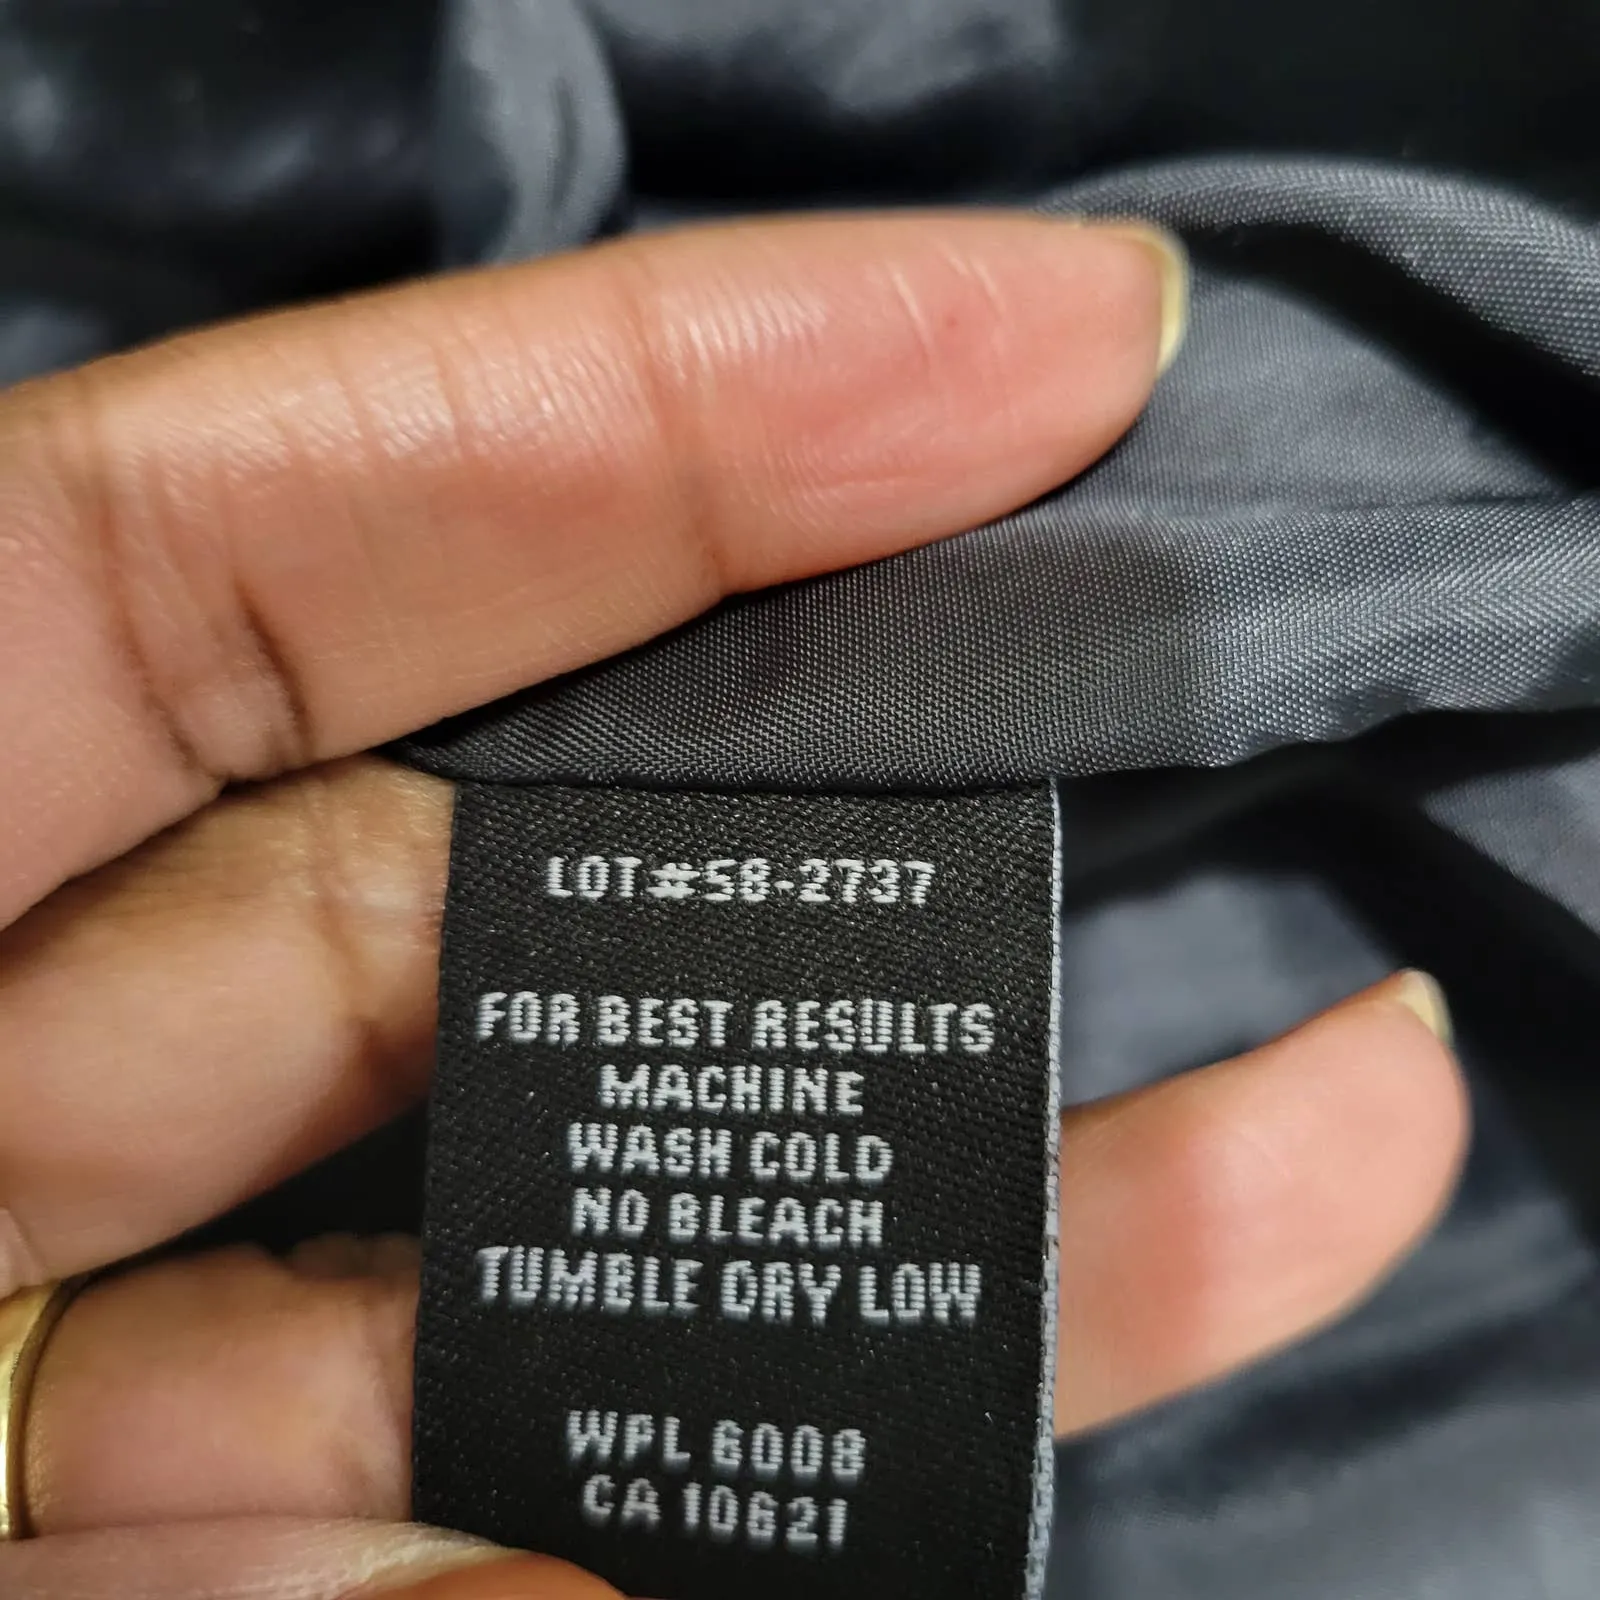 LOT#58-2737
FOR BEST RESULTS
MACHINE
WASH COLD
NO BLEACH
TUMBLE DRY LOW
WPL 6008
CA 10621